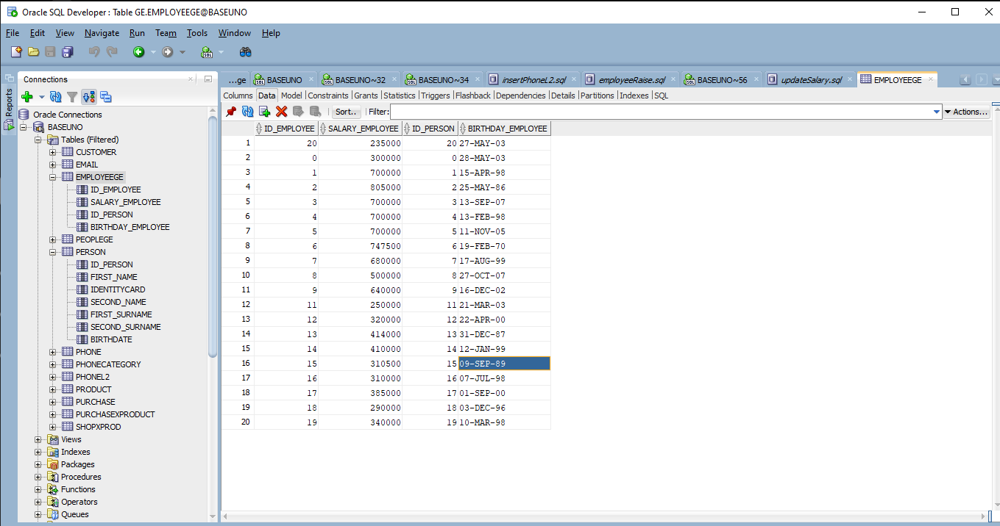 Oracle SQL Developer : Table GE.EMPLOYEEGE@BASEUNO
File Edit View Navigate Run Team Tools Window Help
Connections
Reports
Oracle Connections
BASEUNO
Tables (Filtered)
CUSTOMER
EMAIL
EMPLOYEEGE
ID_EMPLOYEE
SALARY_EMPLOYEE
ID_PERSON
BIRTHDAY_EMPLOYEE
PEOPLEGE
PERSON
ID_PERSON
FIRST_NAME
IDENTITYCARD
SECOND_NAME
FIRST_SURNAME
SECOND_SURNAME
BIRTHDATE
PHONE
PHONECATEGORY
PHONEL2
PRODUCT
PURCHASE
PURCHASEXPRODUCT
SHOPXPROD
Views
Indexes
Packages
Procedures
Functions
Operators
Queues
...ge BASEUNO BASEUNO~32 BASEUNO~34 insertPhoneL2.sql employeeRaise.sql BASEUNO~56 updateSalary.sql EMPLOYEEGE
Columns Data Model Constraints Grants Statistics Triggers Flashback Dependencies Details Partitions Indexes SQL
Sort.. Filter: Actions...
ID_EMPLOYEE SALARY_EMPLOYEE ID_PERSON BIRTHDAY_EMPLOYEE
1 20 235000 20 27-MAY-03
2 0 300000 0 28-MAY-03
3 1 700000 1 15-APR-98
4 2 805000 2 25-MAY-86
5 3 700000 3 13-SEP-07
6 4 700000 4 13-FEB-98
7 5 700000 5 11-NOV-05
8 6 747500 6 19-FEB-70
9 7 680000 7 17-AUG-99
10 8 500000 8 27-OCT-07
11 9 640000 9 16-DEC-02
12 11 250000 11 21-MAR-03
13 12 320000 12 22-APR-00
14 13 414000 13 31-DEC-87
15 14 410000 14 12-JAN-99
16 15 310500 15 09-SEP-89
17 16 310000 16 07-JUL-98
18 17 385000 17 01-SEP-00
19 18 290000 18 03-DEC-96
20 19 340000 19 10-MAR-98